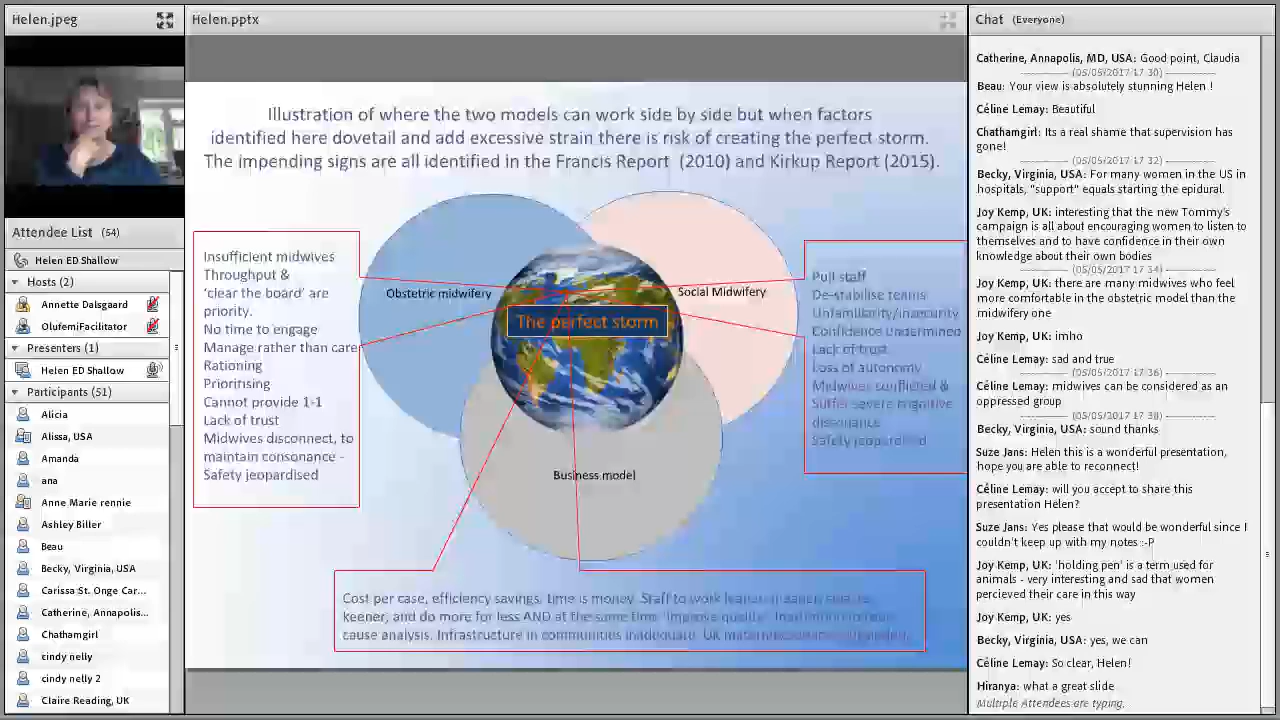 Helen.jpeg
Attendee List (54)
Helen ED Shallow
Hosts (2)
Annette Dalsgaard
OlufemiFacilitator
Presenters (1)
Helen ED Shallow
Participants (51)
Alicia
Alissa, USA
Amanda
ana
Anne Marie rennie
Ashley Biller
Beau
Becky, Virginia, USA
Carissa St. Onge Car...
Catherine, Annapolis...
Chathamgirl
cindy nelly
cindy nelly 2
Claire Reading, UK
Helen.pptx
Illustration of where the two models can work side by side but when factors
identified here dovetail and add excessive strain there is risk of creating the perfect storm.
The impending signs are all identified in the Francis Report (2010) and Kirkup Report (2015).
Insufficient midwives
Throughput &
'clear the board' are
priority.
No time to engage
Manage rather than care
Rationing
Prioritising
Cannot provide 1-1
Lack of trust
Midwives disconnect, to
maintain consonance -
Safety jeopardised
Obstetric midwifery
Social Midwifery
The perfect storm
Business model
Pull staff
De-stabilise teams
Unfamiliarity/insecurity
Confidence undermined
Lack of trust
Loss of autonomy
Midwives conflicted &
Suffer severe
dissonance
Safety jeopardised
Cost per case, efficiency savings, time is money. Staff to work
keener, and do more for less AND at the same time 'improve quality'.
cause analysis. Infrastructure in communities inadequate. UK
Chat (Everyone)
Catherine, Annapolis, MD, USA: Good point, Claudia
(05/05/2017 17:30)
Beau: Your view is absolutely stunning Helen !
Céline Lemay: Beautiful
Chathamgirl: Its a real shame that supervision has
gone!
(05/05/2017 17:32)
Becky, Virginia, USA: For many women in the US in
hospitals, "support" equals starting the epidural.
Joy Kemp, UK: interesting that the new Tommy's
campaign is all about encouraging women to listen to
themselves and to have confidence in their own
knowledge about their own bodies
(05/05/2017 17:34)
Joy Kemp, UK: there are many midwives who feel
more comfortable in the obstetric model than the
midwifery one
Joy Kemp, UK: imho
Céline Lemay: sad and true
(05/05/2017 17:36)
Céline Lemay: midwives can be considered as an
oppressed group
(05/05/2017 17:38)
Becky, Virginia, USA: sound thanks
Suze Jans: Helen this is a wonderful presentation,
hope you are able to reconnect!
Céline Lemay: will you accept to share this
presentation Helen?
Suze Jans: Yes please that would be wonderful since I
couldn't keep up with my notes :-P
Joy Kemp, UK: 'holding pen' is a term used for
animals - very interesting and sad that women
percieved their care in this way
Joy Kemp, UK: yes
Becky, Virginia, USA: yes, we can
Céline Lemay: So clear, Helen!
Hiranya: what a great slide
Multiple Attendees are typing.